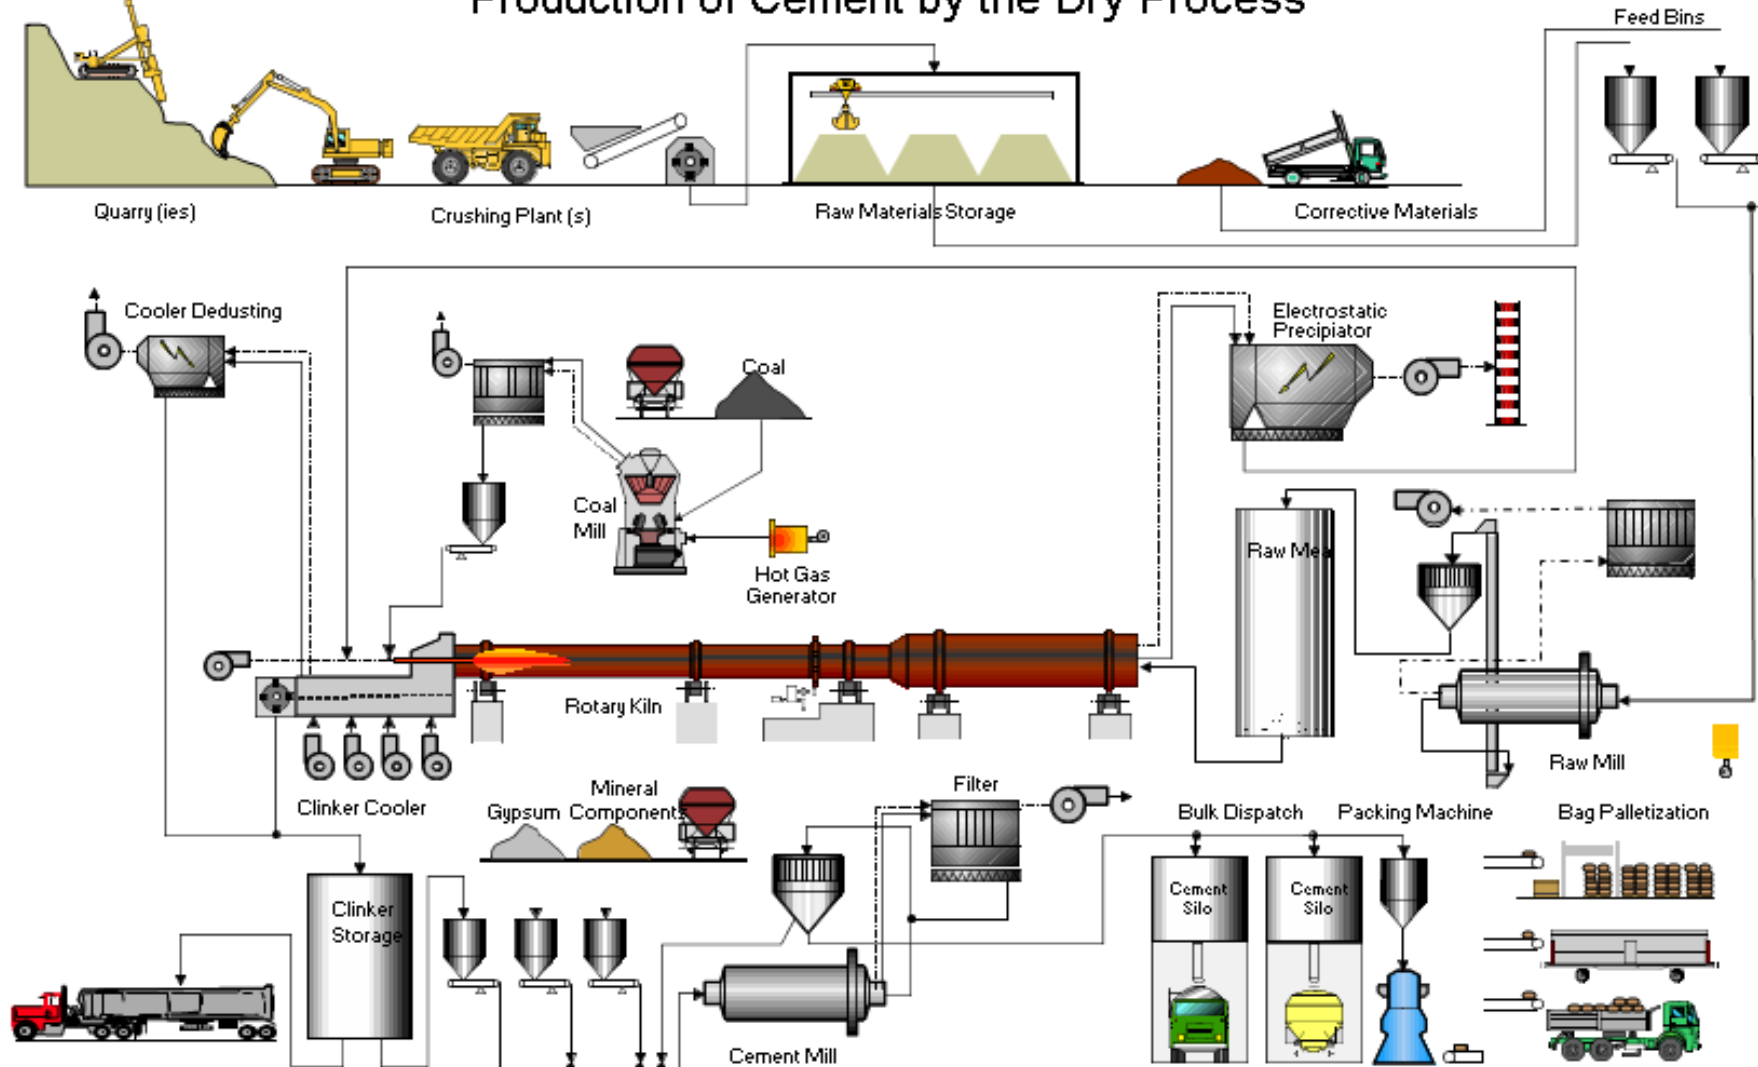 Production of Cement by the Dry Process
Feed Bins
Quarry (ies)
Crushing Plant (s)
Raw Materials Storage
Corrective Materials
Cooler Dedusting
Coal
Electrostatic
Precipiator
Coal
Mill
Hot Gas
Generator
Raw Mea
Rotary Kiln
Raw Mill
Clinker Cooler
Gypsum
Mineral
Components
Filter
Bulk Dispatch
Packing Machine
Bag Palletization
Clinker
Storage
Cement
Silo
Cement
Silo
Cement Mill